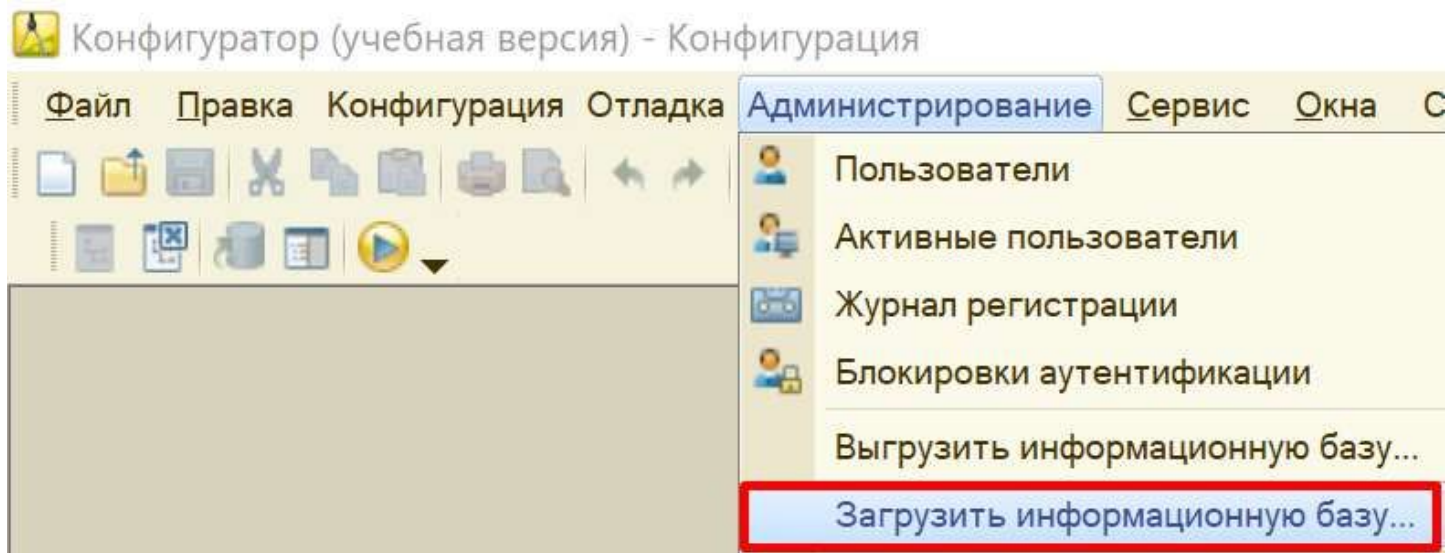 Конфигуратор (учебная версия) - Конфигурация
Файл Правка Конфигурация Отладка Администрирование Сервис Окна С
Пользователи
Активные пользователи
Журнал регистрации
Блокировки аутентификации
Выгрузить информационную базу...
Загрузить информационную базу...